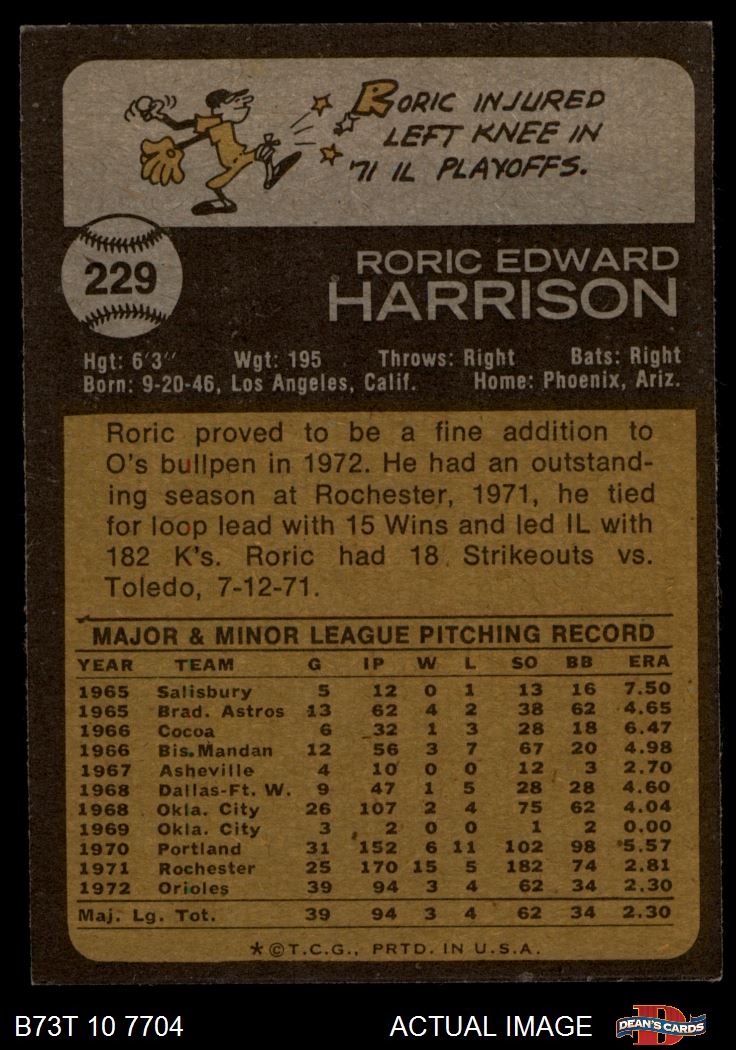 RORIC INJURED
LEFT KNEE IN
'71 IL PLAYOFFS.
229
RORIC EDWARD
HARRISON
Hgt: 6'3" Wgt: 195 Throws: Right Bats: Right
Born: 9-20-46, Los Angeles, Calif. Home: Phoenix, Ariz.
Roric proved to be a fine addition to
O's bullpen in 1972. He had an outstand-
ing season at Rochester, 1971, he tied
for loop lead with 15 Wins and led IL with
182 K's. Roric had 18 Strikeouts vs.
Toledo, 7-12-71.
MAJOR & MINOR LEAGUE PITCHING RECORD
YEAR TEAM G IP W L SO BB ERA
1965 Salisbury 5 12 0 1 13 16 7.50
1965 Brad. Astros 13 62 4 2 38 62 4.65
1966 Cocoa 6 32 1 3 28 18 6.47
1966 Bis.Mandan 12 56 3 7 67 20 4.98
1967 Asheville 4 10 0 0 12 3 2.70
1968 Dallas-Ft. W. 9 47 1 5 28 28 4.60
1968 Okla. City 26 107 2 4 75 62 4.04
1969 Okla. City 3 2 0 0 1 2 0.00
1970 Portland 31 152 6 11 102 98 5.57
1971 Rochester 25 170 15 5 182 74 2.81
1972 Orioles 39 94 3 4 62 34 2.30
Maj. Lg. Tot. 39 94 3 4 62 34 2.30
*©T.C.G., PRTD. IN U.S.A.
B73T 10 7704 ACTUAL IMAGE D DEAN'S CARDS